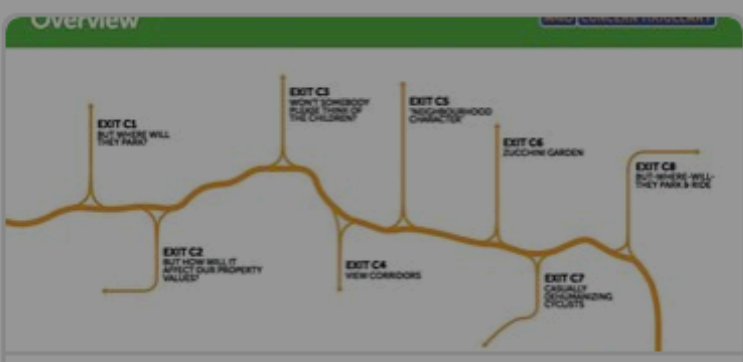 Overview
EXIT C1
BUT WHERE WILL
THEY PARK?
EXIT C2
BUT HOW WILL IT
AFFECT OUR PROPERTY
VALUES?
EXIT C3
WON'T SOMEBODY
PLEASE THINK OF
THE CHILDREN?
EXIT C4
VIEW CORRIDORS
EXIT C5
"NEIGHBOURHOOD
CHARACTER"
EXIT C6
ZUCCHINI GARDEN
EXIT C7
CASUALLY
DEHUMANIZING
CYCLISTS
EXIT C8
BUT-WHERE-WILL-
THEY PARK & RIDE